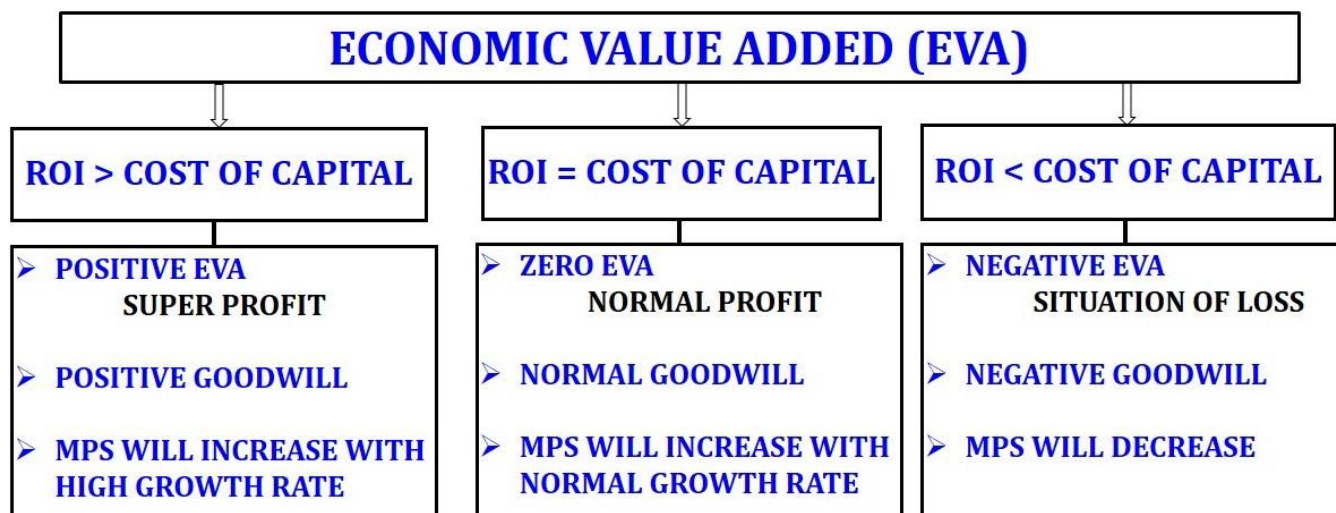 ECONOMIC VALUE ADDED (EVA)
ROI > COST OF CAPITAL
POSITIVE EVA
SUPER PROFIT
POSITIVE GOODWILL
MPS WILL INCREASE WITH
HIGH GROWTH RATE
ROI = COST OF CAPITAL
ZERO EVA
NORMAL PROFIT
NORMAL GOODWILL
MPS WILL INCREASE WITH
NORMAL GROWTH RATE
ROI < COST OF CAPITAL
NEGATIVE EVA
SITUATION OF LOSS
NEGATIVE GOODWILL
MPS WILL DECREASE